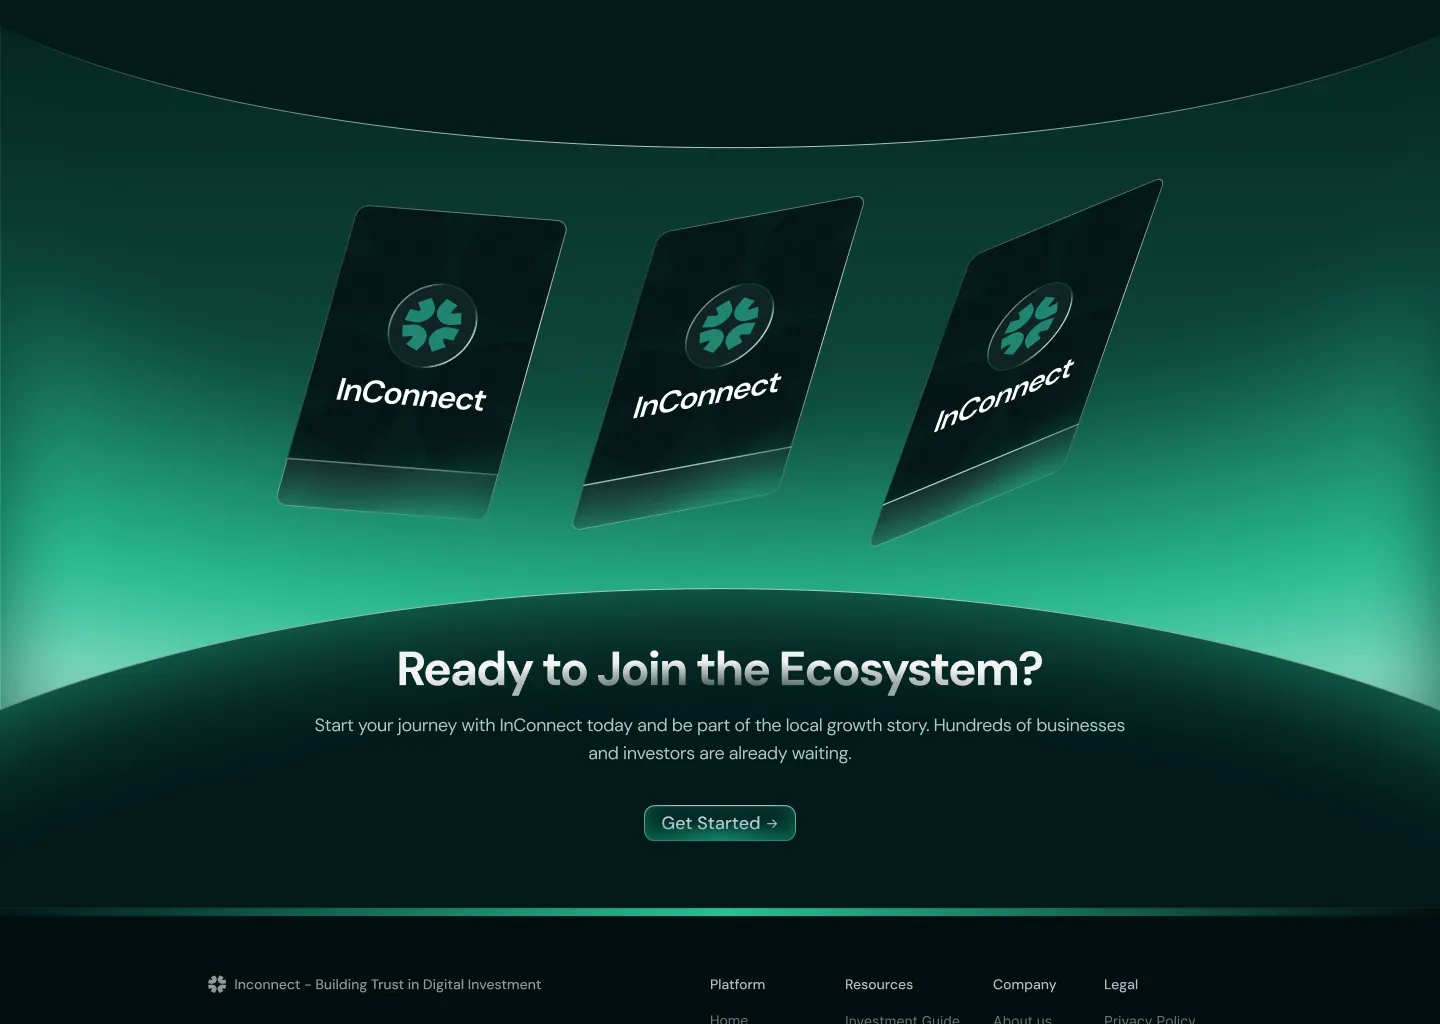 InConnect
InConnect
InConnect
Ready to Join the Ecosystem?
Start your journey with InConnect today and be part of the local growth story. Hundreds of businesses
and investors are already waiting.
Get Started →
Inconnect - Building Trust in Digital Investment
Platform
Resources
Company
Legal
Home
Investment Guide
About us
Privacy Policy